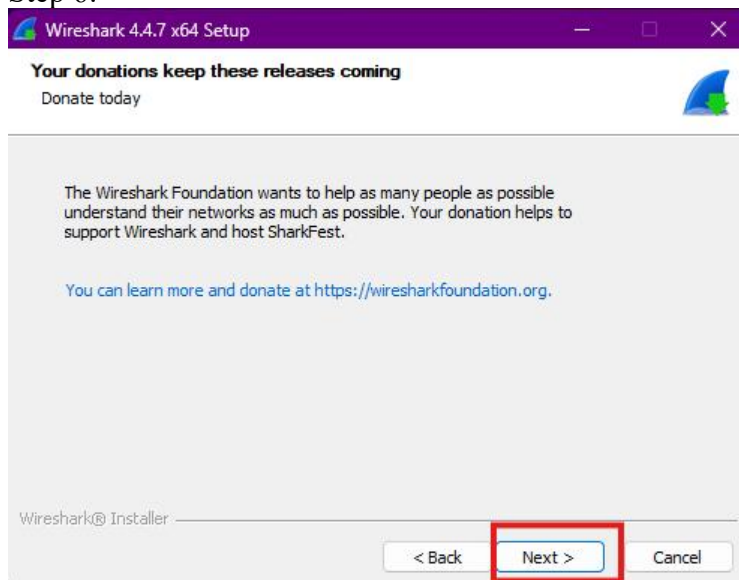 Wireshark 4.4.7 x64 Setup
Your donations keep these releases coming
Donate today
The Wireshark Foundation wants to help as many people as possible
understand their networks as much as possible. Your donation helps to
support Wireshark and host SharkFest.
You can learn more and donate at https://wiresharkfoundation.org.
Wireshark® Installer
< Back Next > Cancel